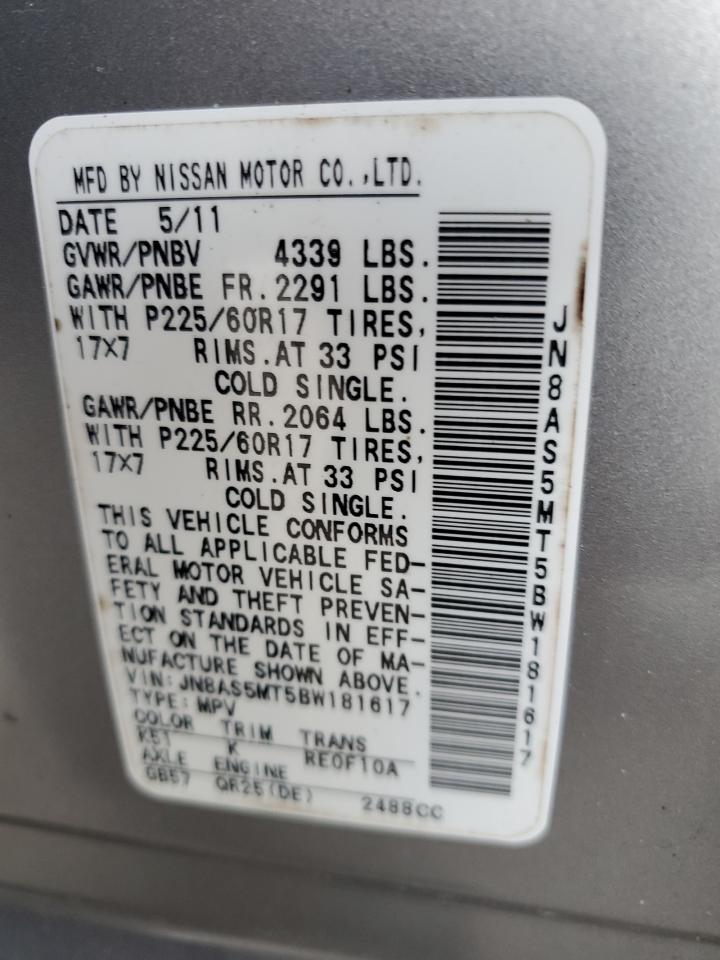 MFD BY NISSAN MOTOR CO.,LTD.
DATE 5/11
GVWR/PNBV 4339 LBS.
GAWR/PNBE FR.2291 LBS.
WITH P225/60R17 TIRES,
17X7 RIMS.AT 33 PSI
COLD SINGLE.
GAWR/PNBE RR.2064 LBS.
WITH P225/60R17 TIRES,
17X7 RIMS.AT 33 PSI
COLD SINGLE.
THIS VEHICLE CONFORMS
TO ALL APPLICABLE FED-
ERAL MOTOR VEHICLE SA-
FETY AND THEFT PREVEN-
TION STANDARDS IN EFF-
ECT ON THE DATE OF MA-
NUFACTURE SHOWN ABOVE.
VIN: JN8AS5MT5BW181617
TYPE: MPV
COLOR TRIM TRANS
K51 K RE0F10A
AXLE ENGINE
GB57 QR25(DE) 2488CC
JN8AS5MT5BW181617